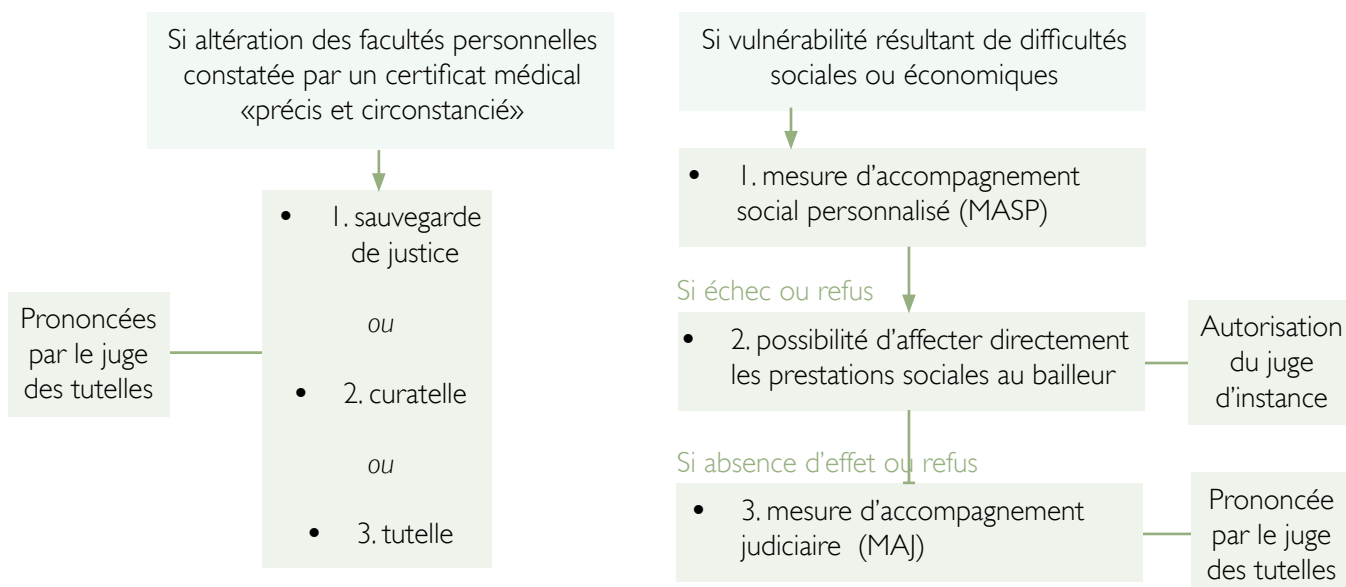 Si altération des facultés personnelles
constatée par un certificat médical
«précis et circonstancié»
• 1. sauvegarde
de justice
ou
• 2. curatelle
ou
• 3. tutelle
Prononcées
par le juge
des tutelles
Si vulnérabilité résultant de difficultés
sociales ou économiques
• 1. mesure d’accompagnement
social personnalisé (MASP)
Si échec ou refus
• 2. possibilité d’affecter directement
les prestations sociales au bailleur
Autorisation
du juge
d’instance
Si absence d’effet ou refus
• 3. mesure d’accompagnement
judiciaire (MAJ)
Prononcée
par le juge
des tutelles